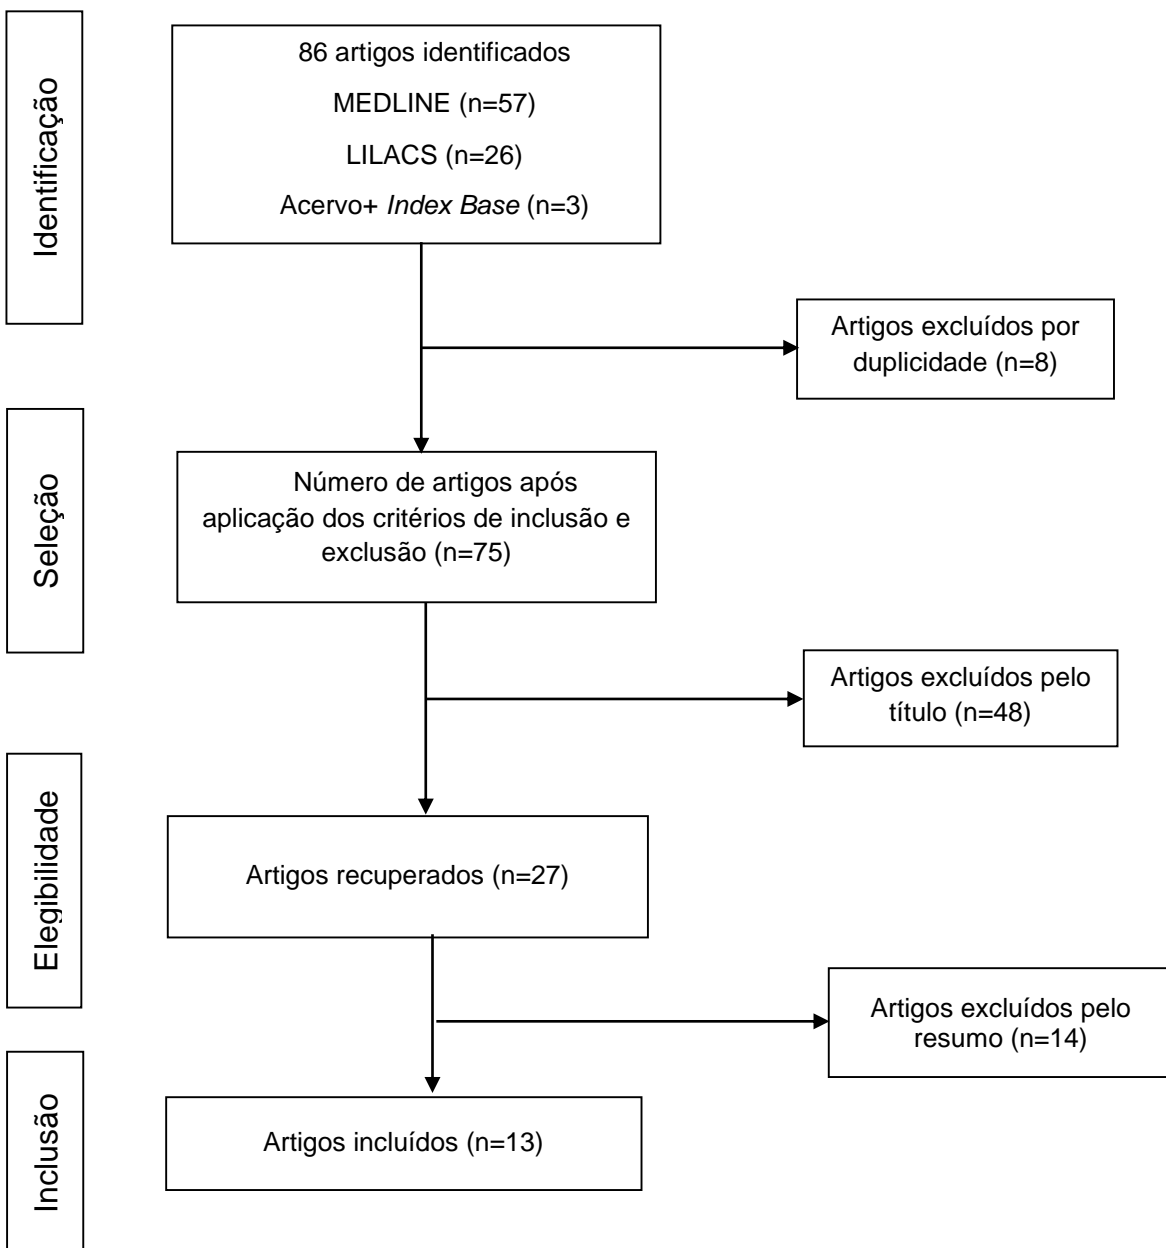 Identificação
86 artigos identificados
MEDLINE (n=57)
LILACS (n=26)
Acervo+ Index Base (n=3)
Artigos excluídos por
duplicidade (n=8)
Seleção
Número de artigos após
aplicação dos critérios de inclusão e
exclusão (n=75)
Artigos excluídos pelo
título (n=48)
Elegibilidade
Artigos recuperados (n=27)
Artigos excluídos pelo
resumo (n=14)
Inclusão
Artigos incluídos (n=13)